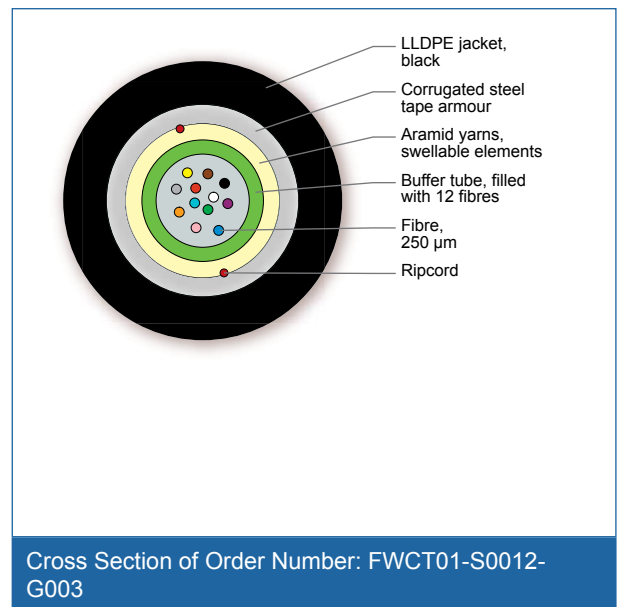 LLDPE jacket,
black
Corrugated steel
tape armour
Aramid yarns,
swellable elements
Buffer tube, filled
with 12 fibres
Fibre,
250 µm
Ripcord
Cross Section of Order Number: FWCT01-S0012-
G003